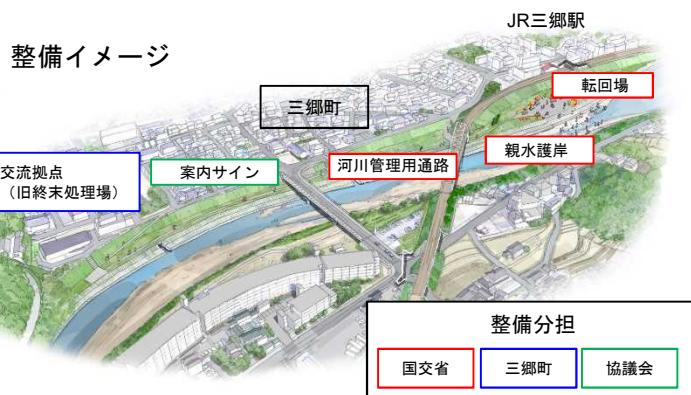 JR三郷駅
整備イメージ
転回場
三郷町
親水護岸
河川管理用通路
案内サイン
交流拠点
（旧終末処理場）
整備分担
国交省
三郷町
協議会